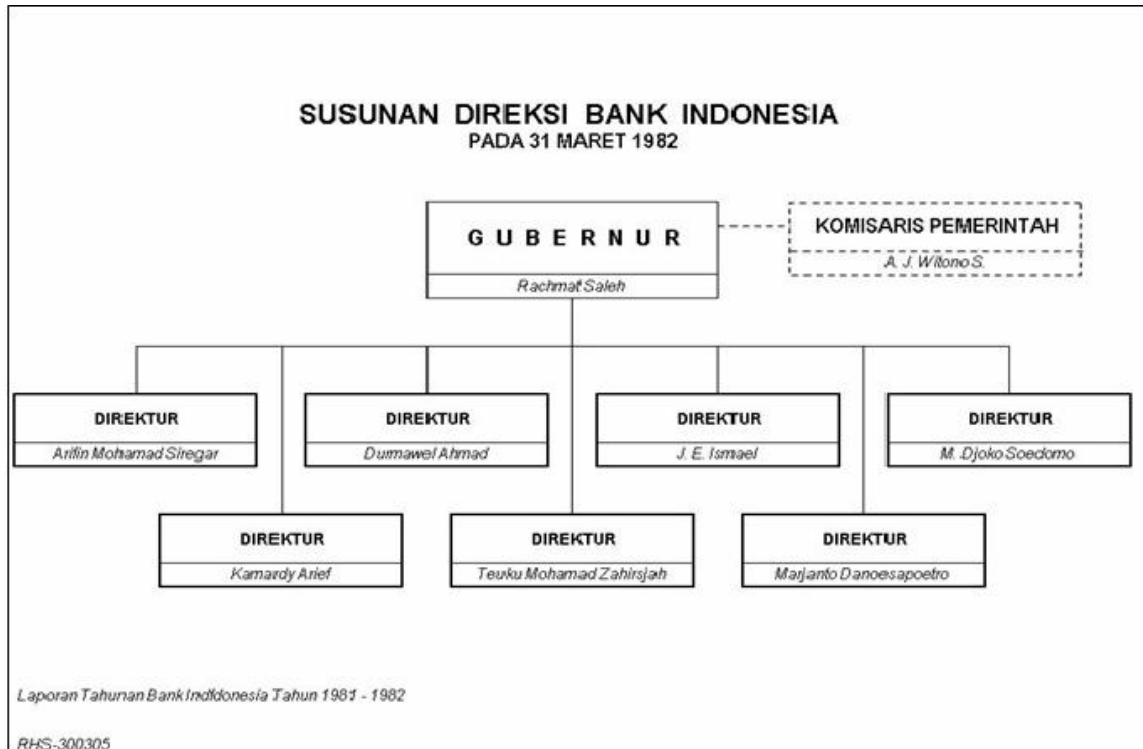 SUSUNAN DIREKSI BANK INDONESIA
PADA 31 MARET 1982
GUBERNUR
Rachmat Saleh
KOMISARIS PEMERINTAH
A. J. Witono S.
DIREKTUR
Arifin Mohamad Siregar
DIREKTUR
Durmawel Ahmad
DIREKTUR
J. E. Ismael
DIREKTUR
M. Djoko Soedomo
DIREKTUR
Kamardy Arief
DIREKTUR
Teuku Mohamad Zahirsjah
DIREKTUR
Marjanto Danoesapoetro
Laporan Tahunan Bank Indidonesia Tahun 1981 - 1982
RHS-300305